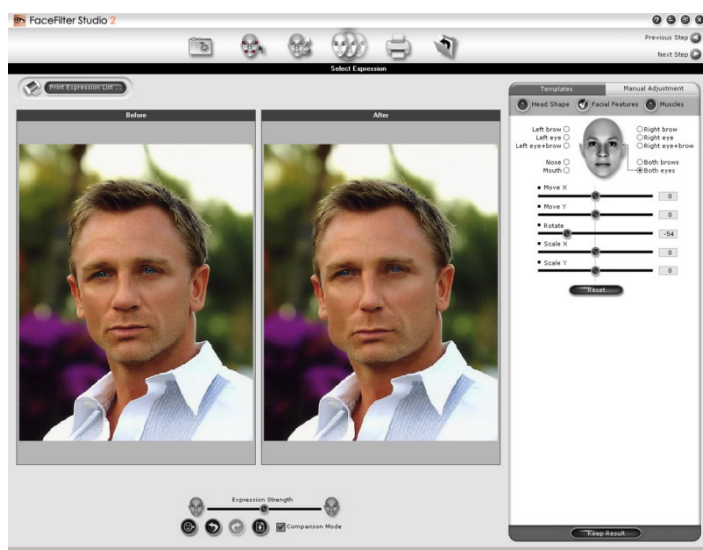 FaceFilter Studio 2
Previous Step
Next Step
Select Expression
Print Expression List ...
Before
After
Templates
Manual Adjustment
Head Shape
Facial Features
Muscles
Left brow
Right brow
Left eye
Right eye
Left eye+brow
Right eye+brow
Nose
Both brows
Mouth
Both eyes
Move X
0
Move Y
0
Rotate
-54
Scale X
0
Scale Y
0
Reset
Expression Strength
Comparison Mode
Keep Result